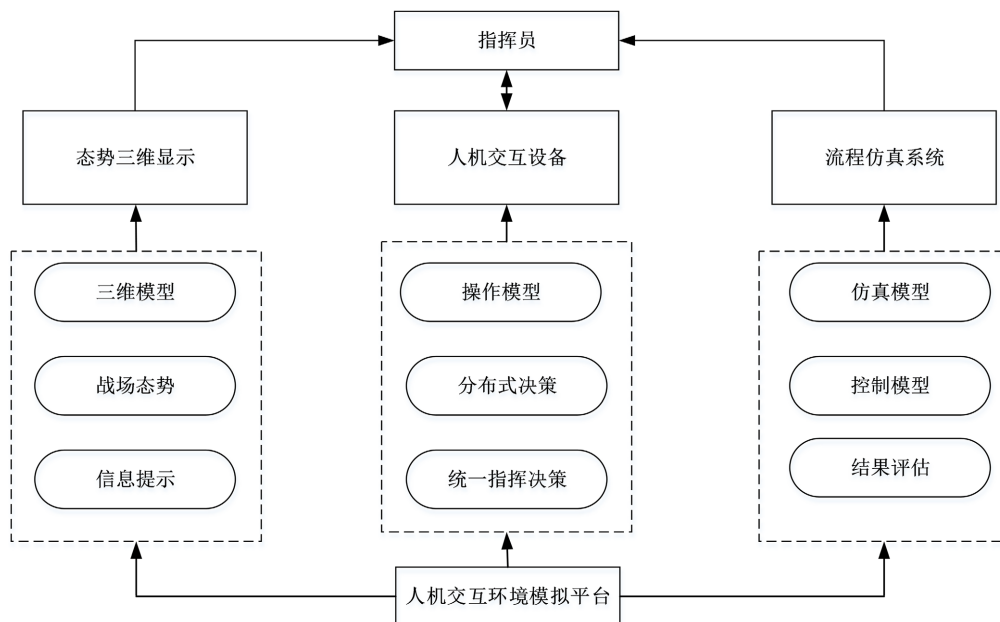 指挥员
态势三维显示
人机交互设备
流程仿真系统
三维模型
操作模型
仿真模型
战场态势
分布式决策
控制模型
信息提示
统一指挥决策
结果评估
人机交互环境模拟平台